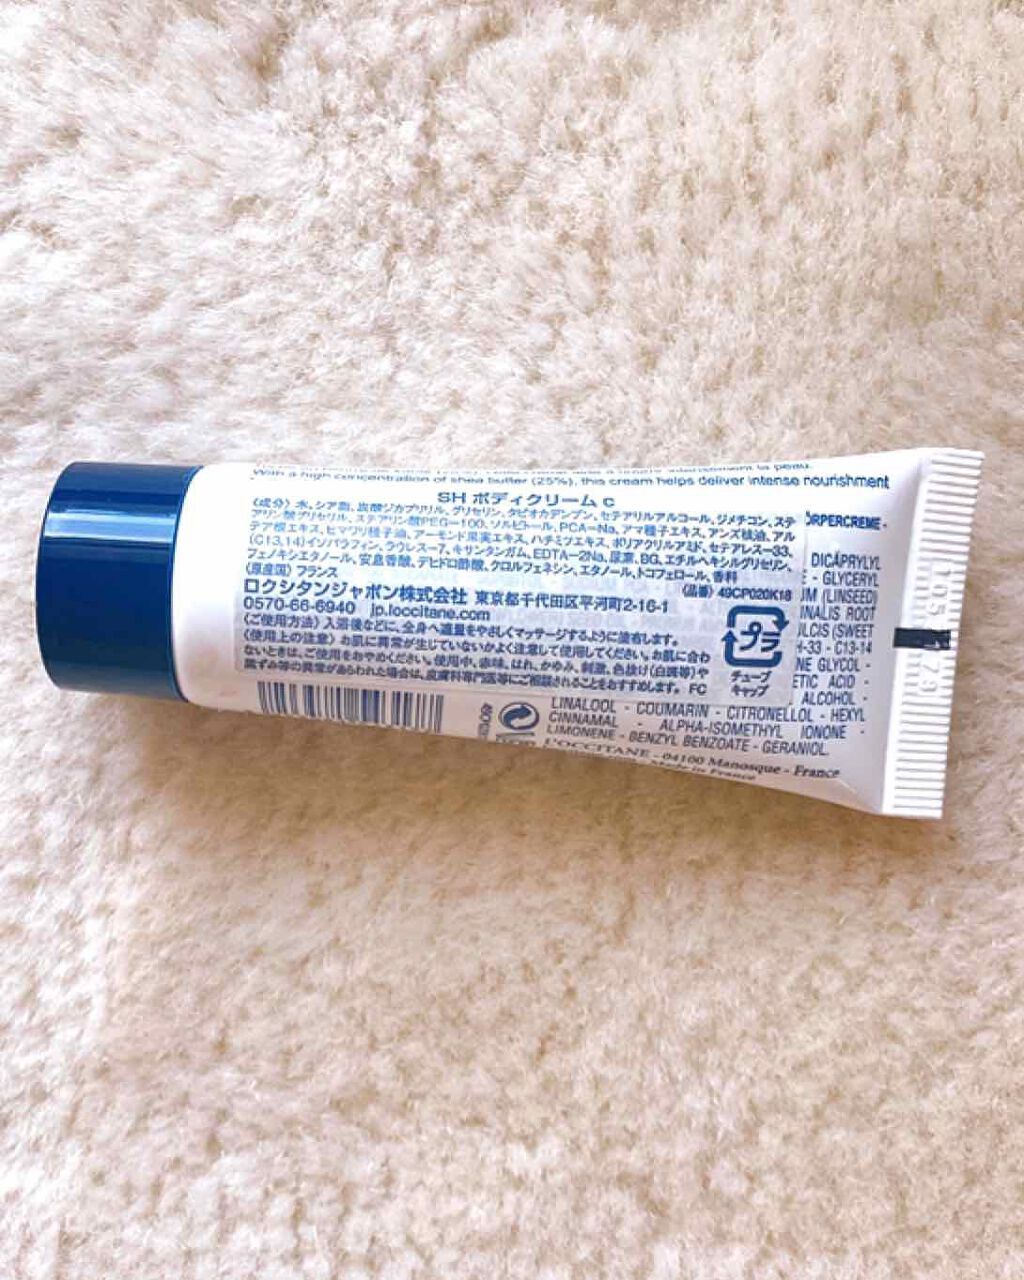 With a high concentration of shea butter (25%), this cream helps deliver intense nourishment
SH ボディクリーム C
〈成分〉水、シア脂、炭酸ジカプリリル、グリセリン、タピオカデンプン、セテアリルアルコール、ジメチコン、ステ
アリン酸グリセリル、ステアリン酸PEG-100、ソルビトール、PCA-Na、アマ種子エキス、アンズ核油、アル
テア根エキス、ヒマワリ種子油、アーモンド果実エキス、ハチミツエキス、ポリアクリルアミド、セテアレス-33、
(C13,14)イソパラフィン、ラウレス-7、キサンタンガム、EDTA-2Na、尿素、BG、エチルヘキシルグリセリン、
フェノキシエタノール、安息香酸、デヒドロ酢酸、クロルフェネシン、エタノール、トコフェロール、香料
〈原産国〉フランス
〈品番〉49CP020K18
ロクシタンジャポン株式会社 東京都千代田区平河町2-16-1
0570-66-6940 jp.loccitane.com
〈ご使用方法〉入浴後などに、全身へ適量をやさしくマッサージするように塗布します。
〈使用上の注意〉お肌に異常が生じていないかよく注意して使用してください。お肌に合わ
ないときは、ご使用をおやめください。使用中、赤味、はれ、かゆみ、刺激、色抜け(白斑等)や
黒ずみ等の異常があらわれた場合は、皮膚科専門医等にご相談されることをおすすめします。 FC
プラ
チューブ
キャップ
ÖRPERCREME -
DICAPRYLYL
- GLYCERYL
(LINSEED)
ROOT
(SWEET
-33 - C13-14
GLYCOL -
ACID -
ALCOHOL -
LINALOOL - COUMARIN - CITRONELLOL - HEXYL
CINNAMAL - ALPHA-ISOMETHYL IONONE -
LIMONENE - BENZYL BENZOATE - GERANIOL.
L'OCCITANE - 04100 Manosque - France
Made in France